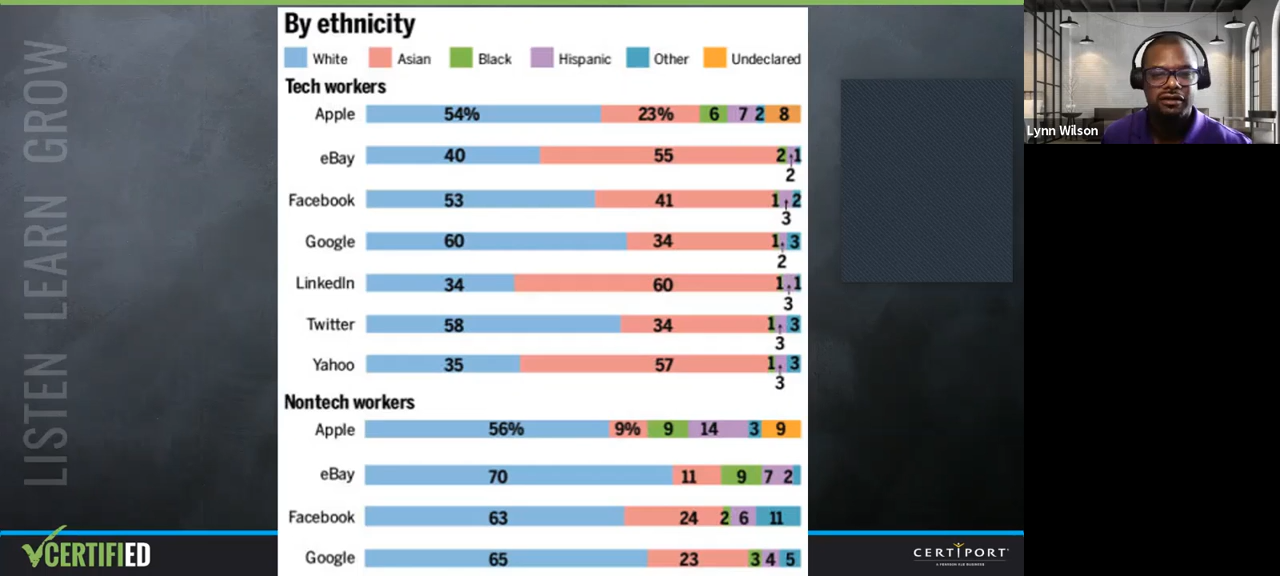 LISTEN LEARN GROW
By ethnicity
White Asian Black Hispanic Other Undeclared
Tech workers
Apple 54% 23% 6 7 2 8
eBay 40 55 2 1
2
Facebook 53 41 1 2
3
Google 60 34 1 3
2
LinkedIn 34 60 1 1
3
Twitter 58 34 1 3
3
Yahoo 35 57 1 3
3
Nontech workers
Apple 56% 9% 9 14 3 9
eBay 70 11 9 7 2
Facebook 63 24 2 6 11
Google 65 23 3 4 5
Lynn Wilson
CERTIFIED
CERTIPORT